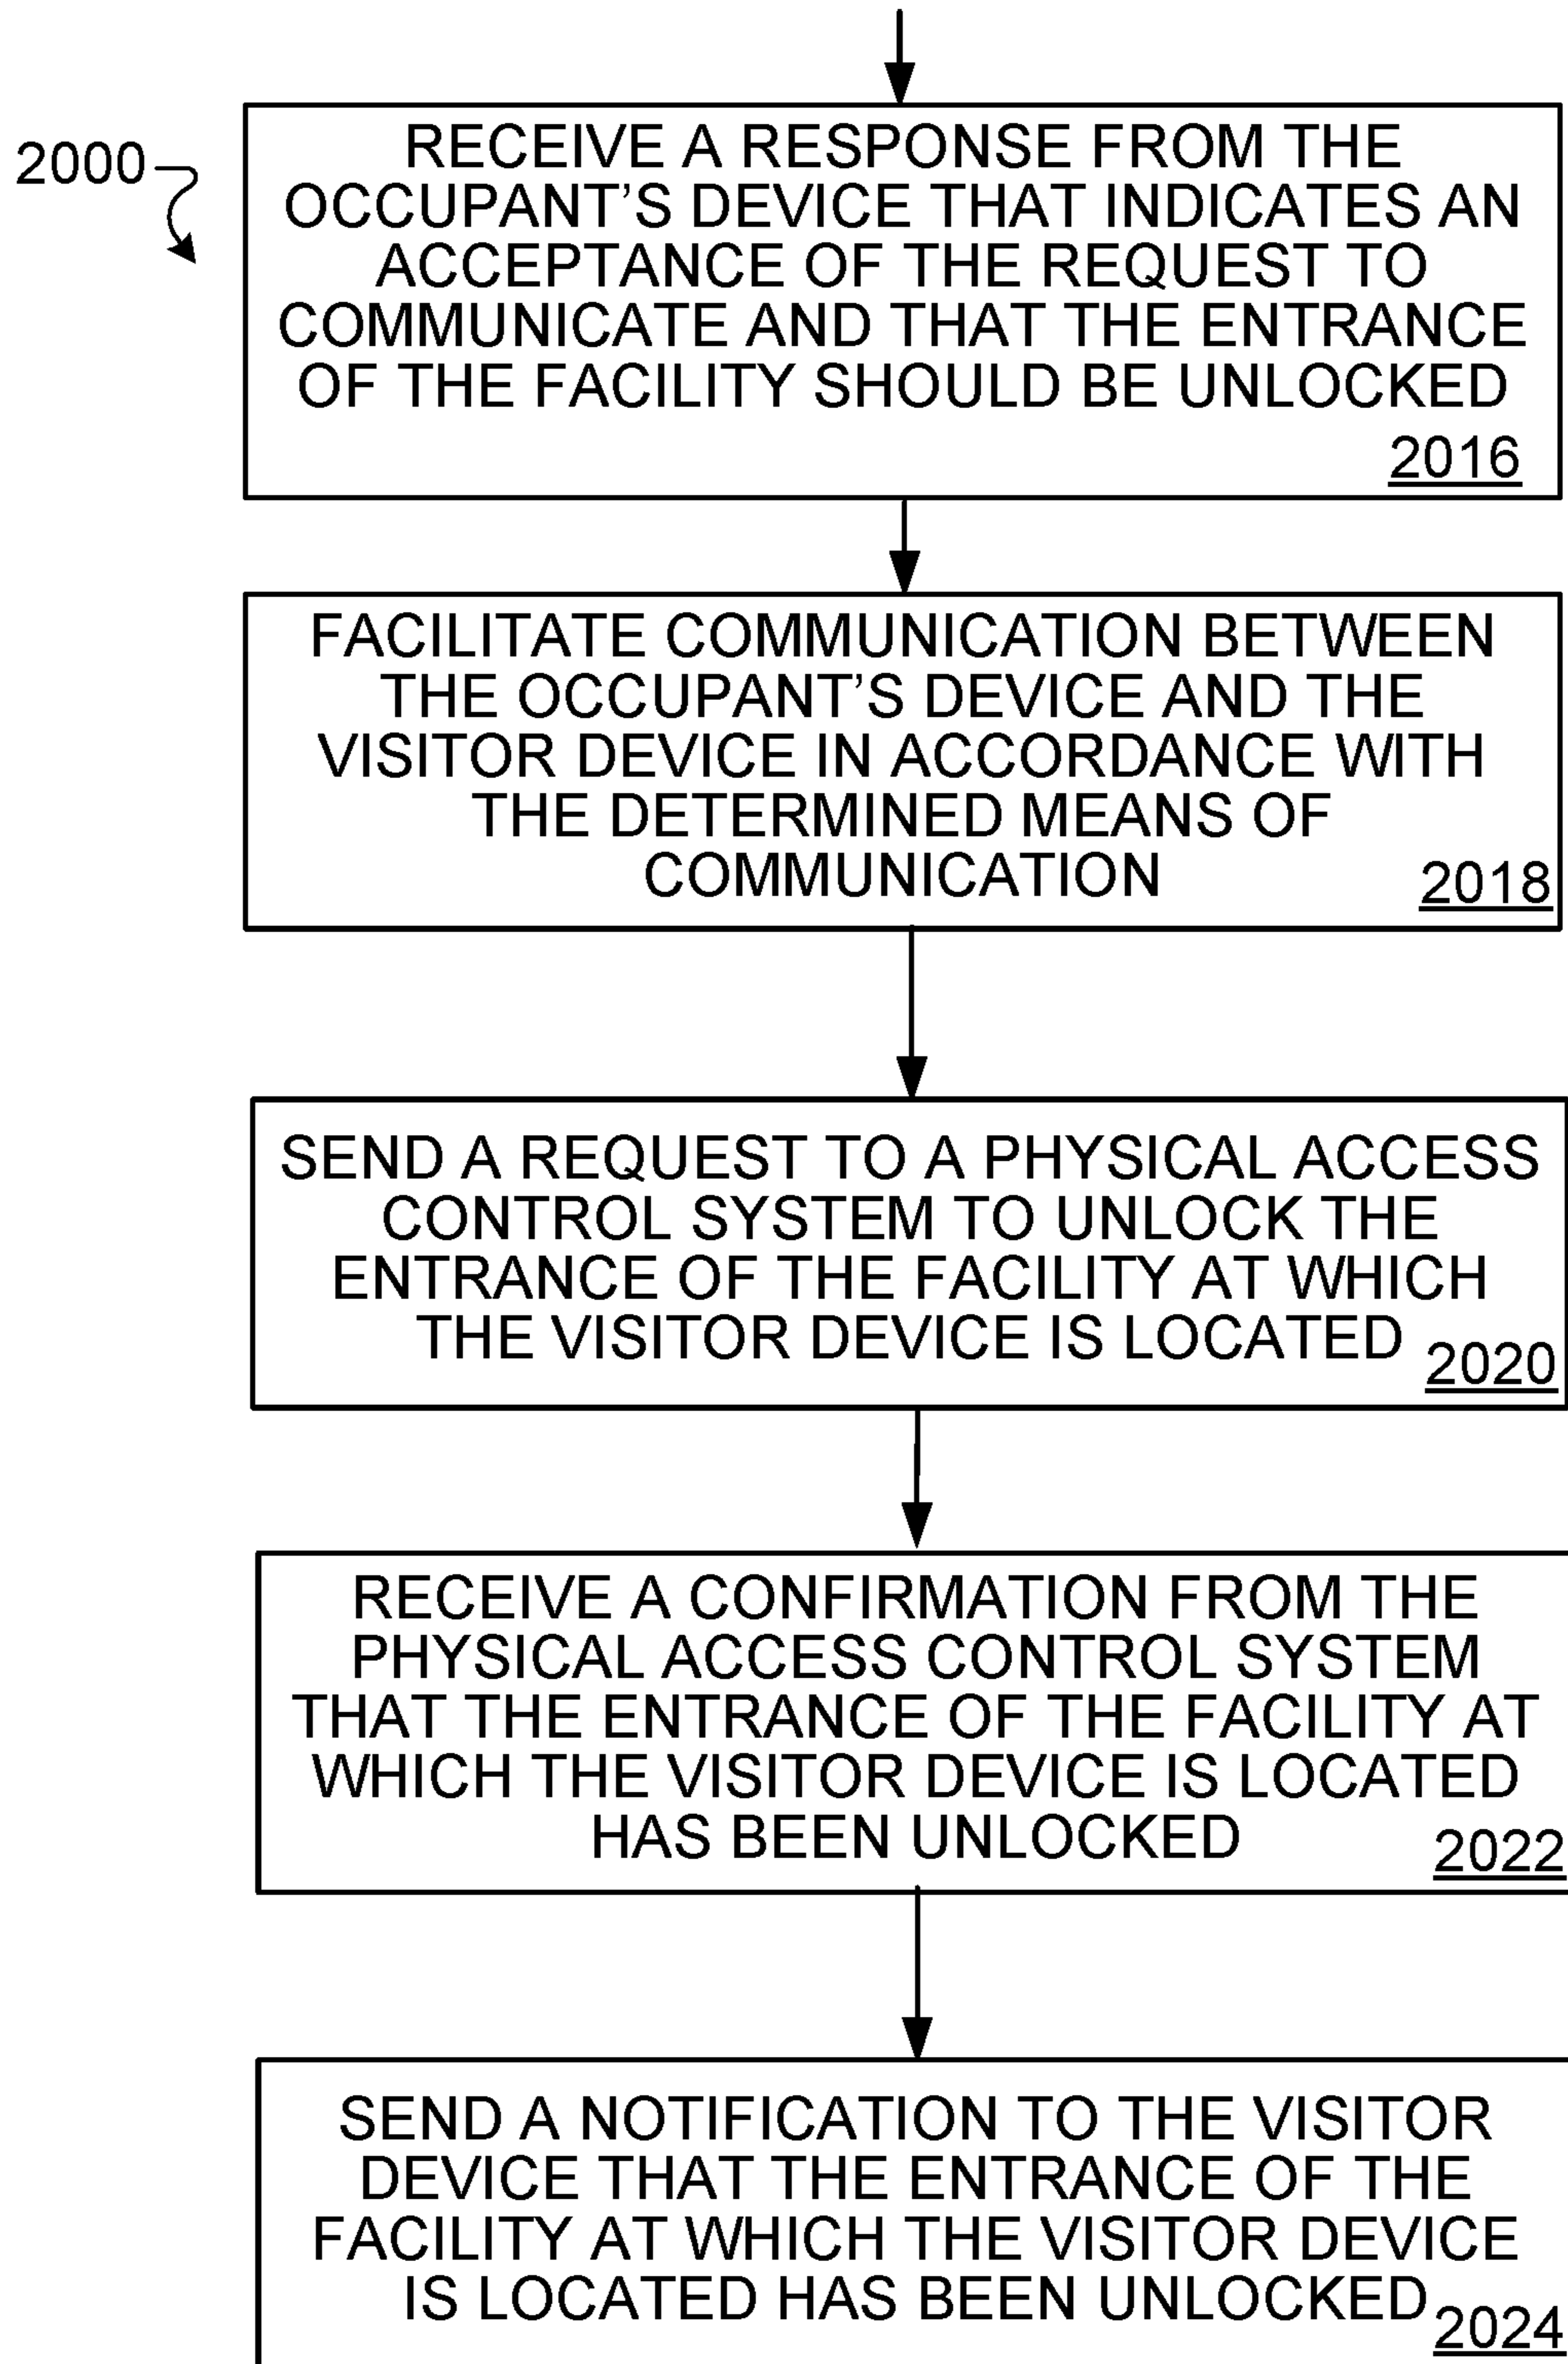 2000
RECEIVE A RESPONSE FROM THE
OCCUPANT'S DEVICE THAT INDICATES AN
ACCEPTANCE OF THE REQUEST TO
COMMUNICATE AND THAT THE ENTRANCE
OF THE FACILITY SHOULD BE UNLOCKED
2016
FACILITATE COMMUNICATION BETWEEN
THE OCCUPANT'S DEVICE AND THE
VISITOR DEVICE IN ACCORDANCE WITH
THE DETERMINED MEANS OF
COMMUNICATION
2018
SEND A REQUEST TO A PHYSICAL ACCESS
CONTROL SYSTEM TO UNLOCK THE
ENTRANCE OF THE FACILITY AT WHICH
THE VISITOR DEVICE IS LOCATED
2020
RECEIVE A CONFIRMATION FROM THE
PHYSICAL ACCESS CONTROL SYSTEM
THAT THE ENTRANCE OF THE FACILITY AT
WHICH THE VISITOR DEVICE IS LOCATED
HAS BEEN UNLOCKED
2022
SEND A NOTIFICATION TO THE VISITOR
DEVICE THAT THE ENTRANCE OF THE
FACILITY AT WHICH THE VISITOR DEVICE
IS LOCATED HAS BEEN UNLOCKED
2024